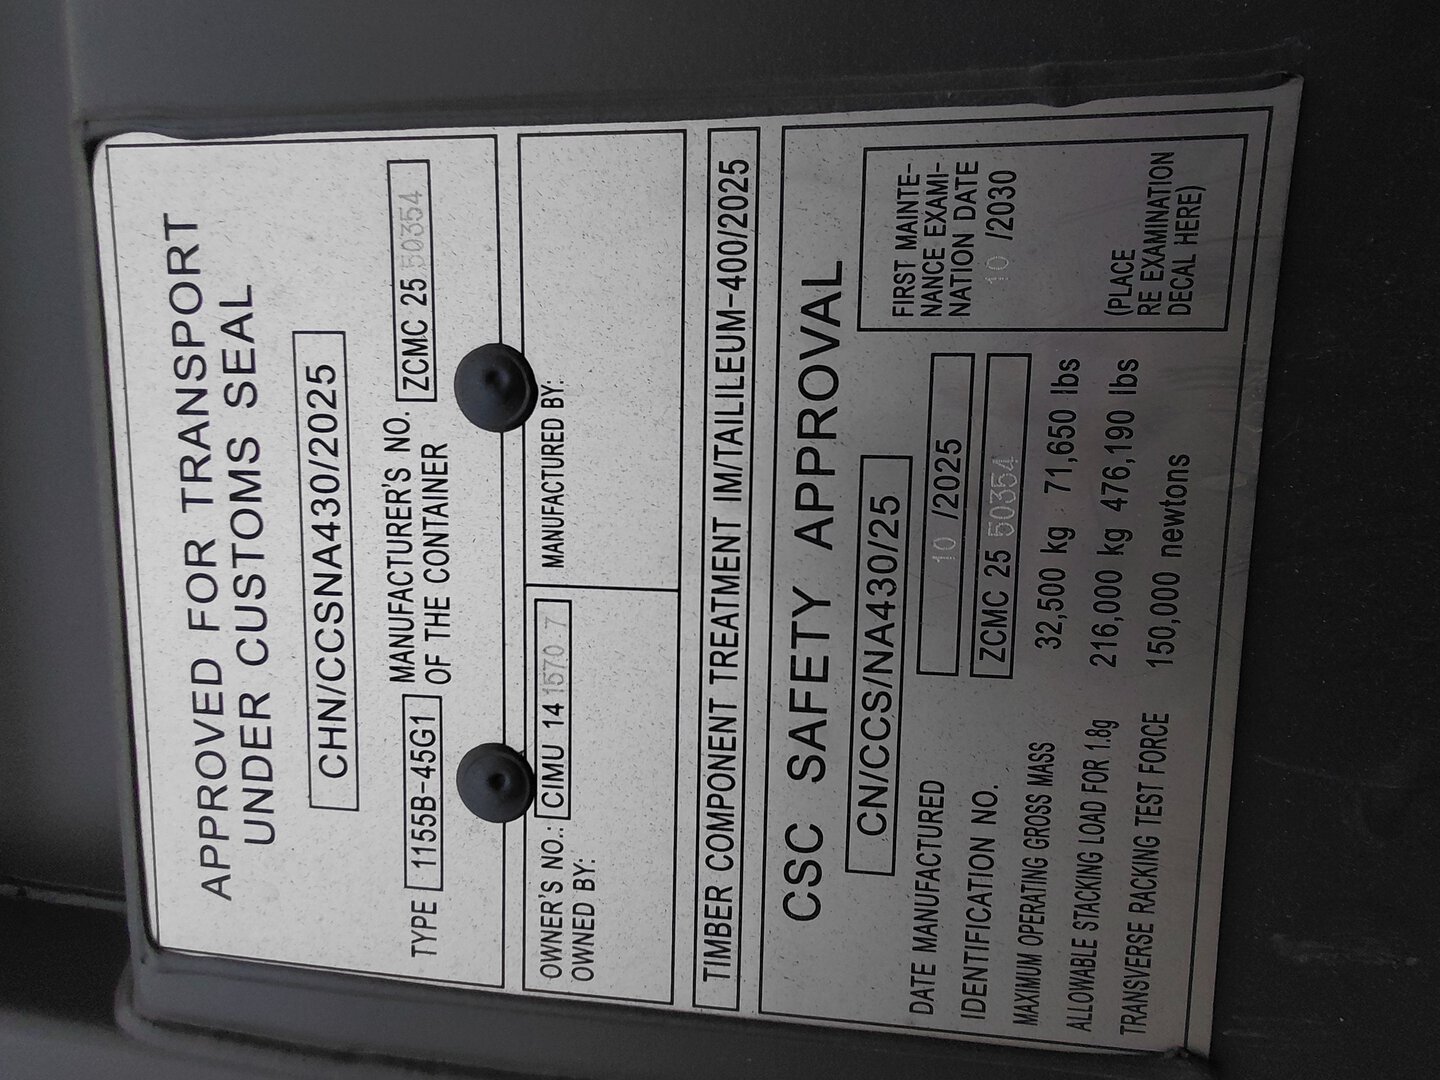 APPROVED FOR TRANSPORT
UNDER CUSTOMS SEAL
CHN/CCSNA430/2025
TYPE 1155B-45G1 MANUFACTURER'S NO. ZCMC 25 50354
OF THE CONTAINER
OWNER'S NO.: CIMU 14 1570 7
OWNED BY:
MANUFACTURED BY:
TIMBER COMPONENT TREATMENT IM/TAILILEUM-400/2025
CSC SAFETY APPROVAL
CN/CCS/NA430/25
DATE MANUFACTURED 10 /2025
IDENTIFICATION NO. ZCMC 25 50354
MAXIMUM OPERATING GROSS MASS 32,500 kg 71,650 lbs
ALLOWABLE STACKING LOAD FOR 1.8g 216,000 kg 476,190 lbs
TRANSVERSE RACKING TEST FORCE 150,000 newtons
FIRST MAINTE-
NANCE EXAMI-
NATION DATE
10 /2030
(PLACE
RE EXAMINATION
DECAL HERE)